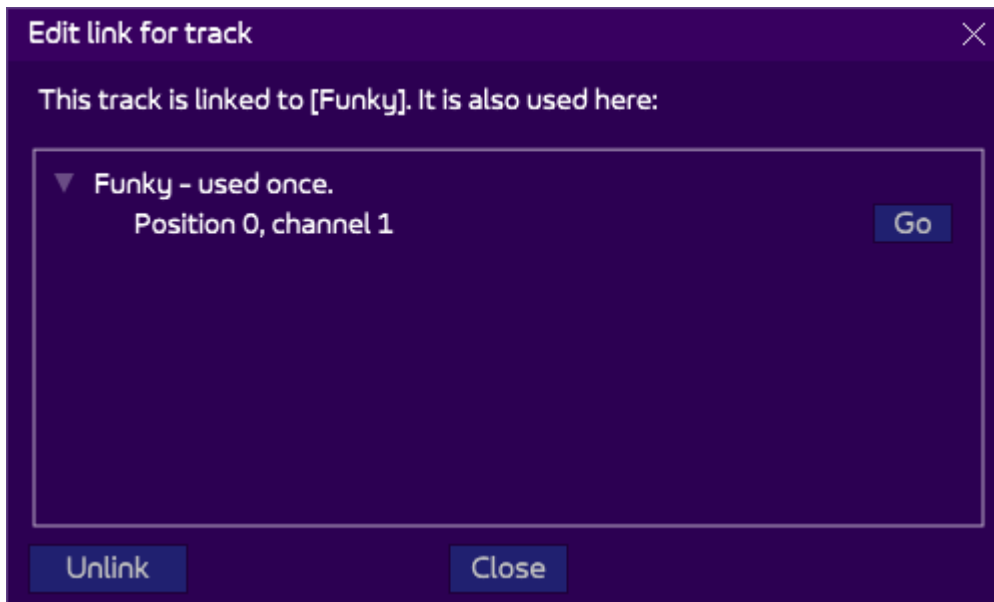 Edit link for track
This track is linked to [Funky]. It is also used here:
Funky - used once.
Position 0, channel 1
Go
Unlink
Close